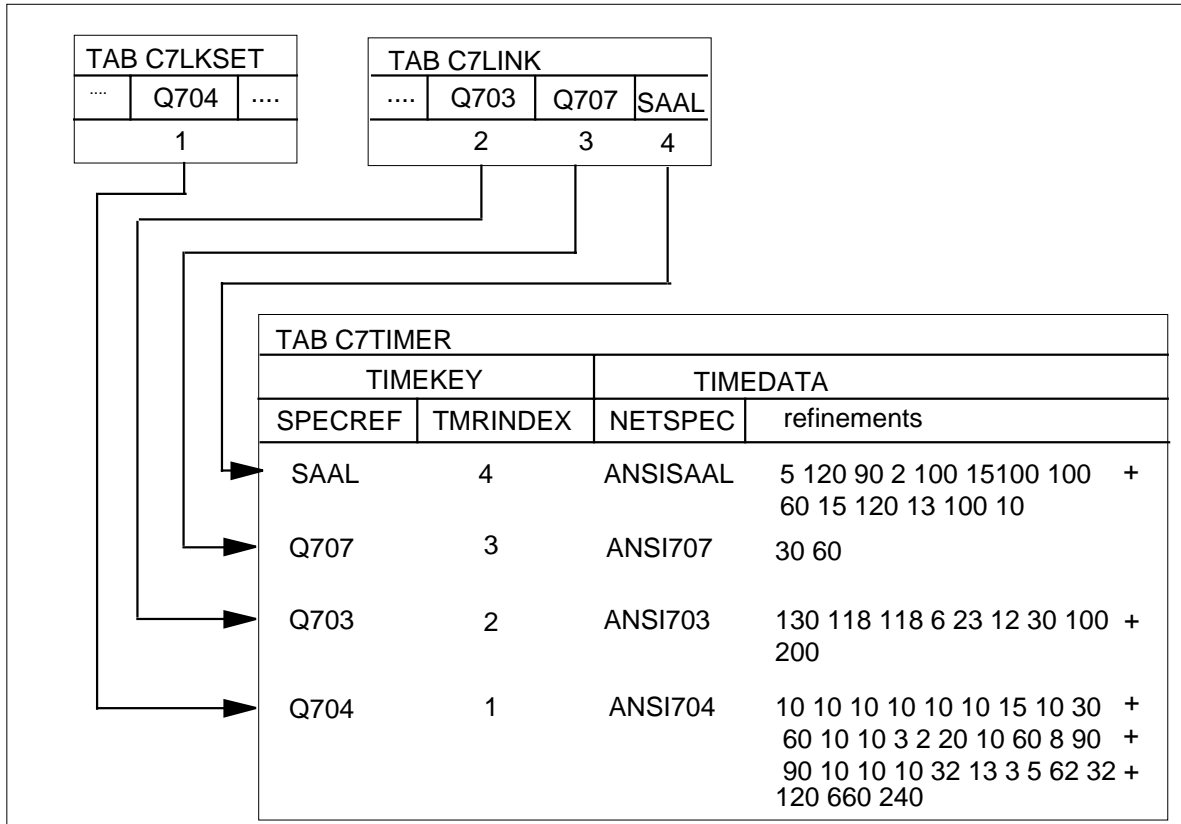 TAB C7LKSET
.... Q704 ....
1
TAB C7LINK
.... Q703 Q707 SAAL
2 3 4
TAB C7TIMER
TIMEKEY TIMEDATA
SPECREF TMRINDEX NETSPEC refinements
SAAL 4 ANSISAAL 5 120 90 2 100 15100 100 +
60 15 120 13 100 10
Q707 3 ANSI707 30 60
Q703 2 ANSI703 130 118 118 6 23 12 30 100 +
200
Q704 1 ANSI704 10 10 10 10 10 10 15 10 30 +
60 10 10 3 2 20 10 60 8 90 +
90 10 10 10 32 13 3 5 62 32 +
120 660 240